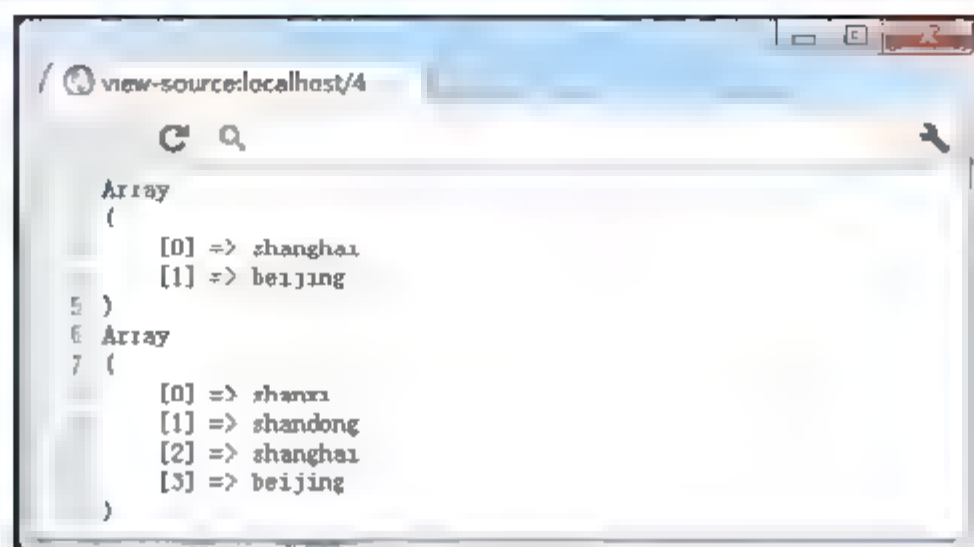 view-source:localhost/4
Array
(
[0] => shanghai
[1] => beijing
5 )
6 Array
7 (
[0] => shanxi
[1] => shandong
[2] => shanghai
[3] => beijing
)